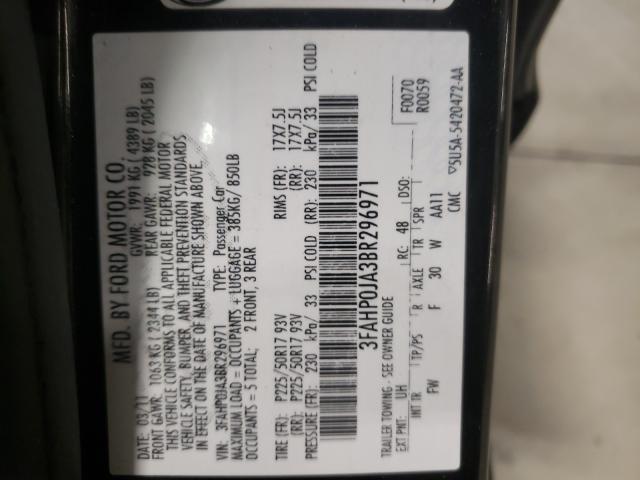 MFD. BY FORD MOTOR CO.
DATE: 03/11 GVWR: 1991 KG ( 4389 LB)
FRONT GAWR: 1063 KG ( 2344 LB) REAR GAWR: 928 KG ( 2045 LB)
THIS VEHICLE CONFORMS TO ALL APPLICABLE FEDERAL MOTOR
VEHICLE SAFETY, BUMPER, AND THEFT PREVENTION STANDARDS
IN EFFECT ON THE DATE OF MANUFACTURE SHOWN ABOVE
VIN: 3FAHP0JA3BR296971 TYPE: Passenger Car
MAXIMUM LOAD = OCCUPANTS + LUGGAGE = 385KG/ 850LB
OCCUPANTS = 5 TOTAL; 2 FRONT, 3 REAR
TIRE (FR): P225/50R17 93V RIMS (FR): 17X7.5J
(RR): P225/50R17 93V (RR): 17X7.5J
PRESSURE (FR): 230 kPa/ 33 PSI COLD (RR): 230 kPa/ 33 PSI COLD
3FAHP0JA3BR296971
TRAILER TOWING - SEE OWNER GUIDE
F0070
R0059
EXT PNT: UH RC: 48 DSO:
INT TR TP/PS R AXLE TR SPR
FW F 30 W AA11
CMC ▽5U5A-5420472-AA